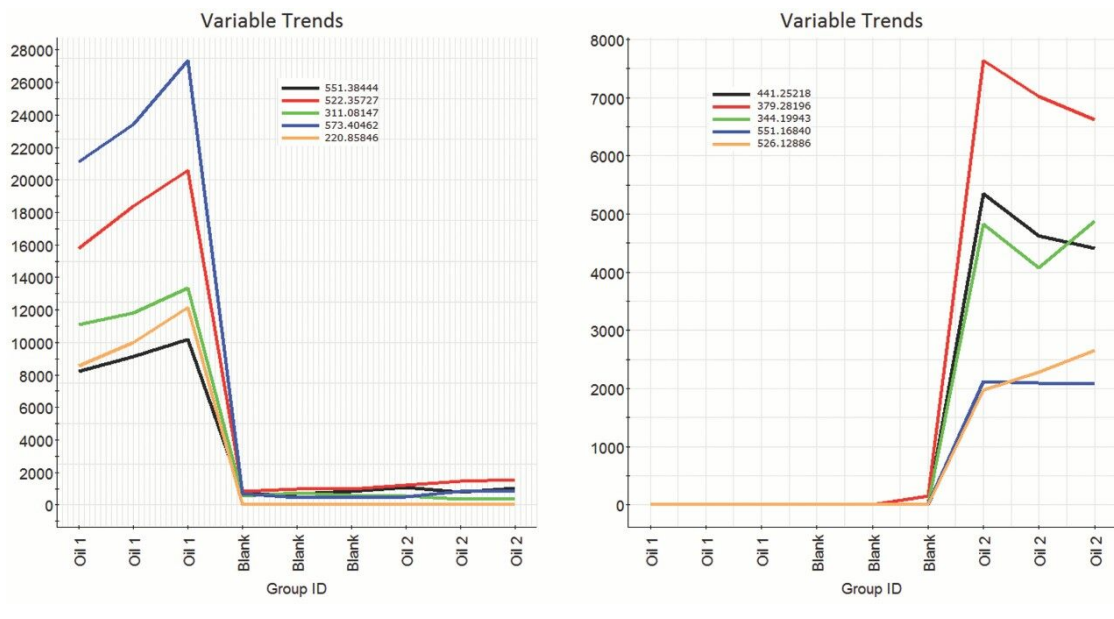 Variable Trends
28000
26000
24000
22000
20000
18000
16000
14000
12000
10000
8000
6000
4000
2000
0
551.38444
522.35727
311.08147
573.40462
220.85846
Oil 1
Oil 1
Oil 1
Blank
Blank
Blank
Oil 2
Oil 2
Oil 2
Group ID
Variable Trends
8000
7000
6000
5000
4000
3000
2000
1000
0
441.25218
379.28196
344.19943
551.16840
526.12886
Oil 1
Oil 1
Oil 1
Blank
Blank
Blank
Oil 2
Oil 2
Oil 2
Group ID